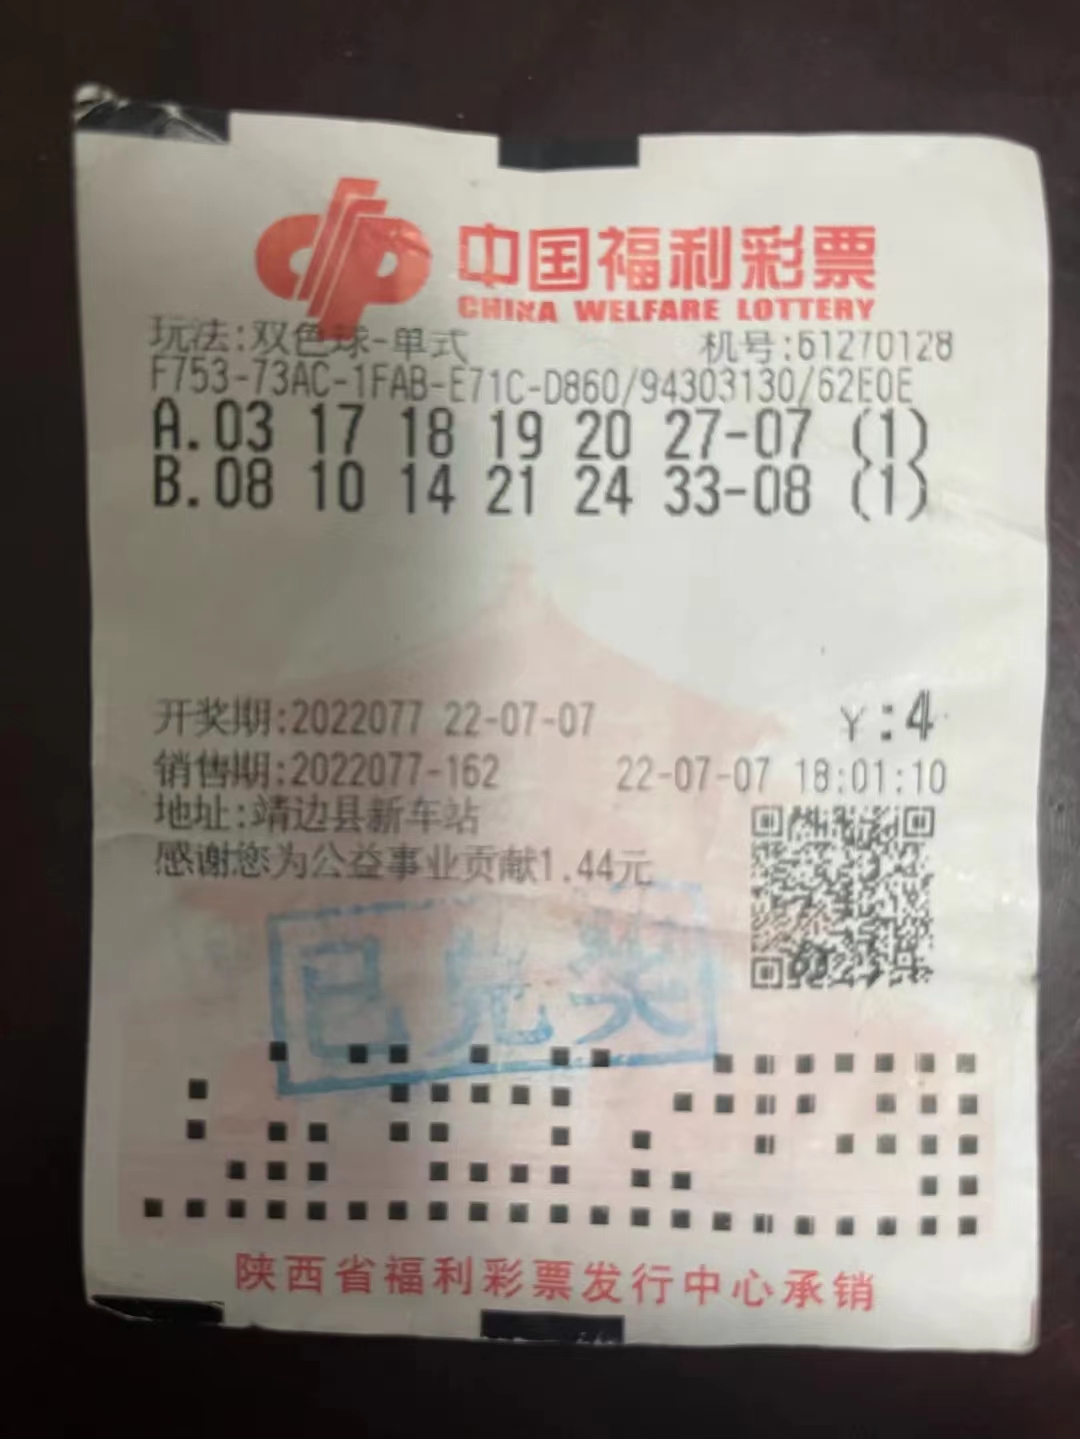 中国福利彩票
CHINA WELFARE LOTTERY
玩法:双色球-单式 机号:61270128
F753-73AC-1FAB-E71C-D860/94303130/62E0E
A.03 17 18 19 20 27-07 (1)
B.08 10 14 21 24 33-08 (1)
开奖期:2022077 22-07-07 ¥:4
销售期:2022077-162 22-07-07 18:01:10
地址:靖边县新车站
感谢您为公益事业贡献1.44元
已兑奖
陕西省福利彩票发行中心承销